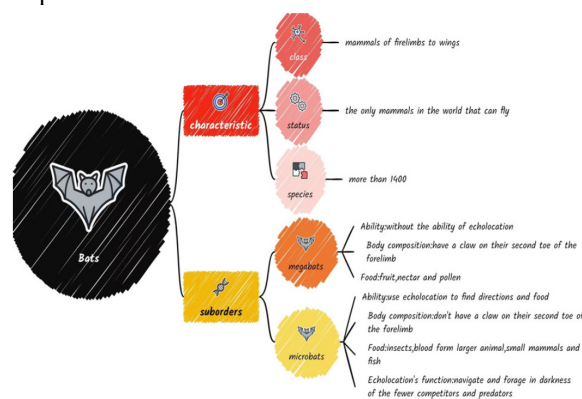 Bats
characteristic
class
mammals of firelimbs to wings
status
the only mammals in the world that can fly
species
more than 1400
suborders
megabats
Ability:without the ability of echolocation
Body composition:have a claw on their second toe of the
forelimb
Food:fruit,nectar and pollen
microbats
Ability:use echolocation to find directions and food
Body composition:don't have a claw on their second toe of
the forelimb
Food:insects,blood form larger animal,small mammals and
fish
Echolocation's function:navigate and forage in darkness
of the fewer competitors and predators